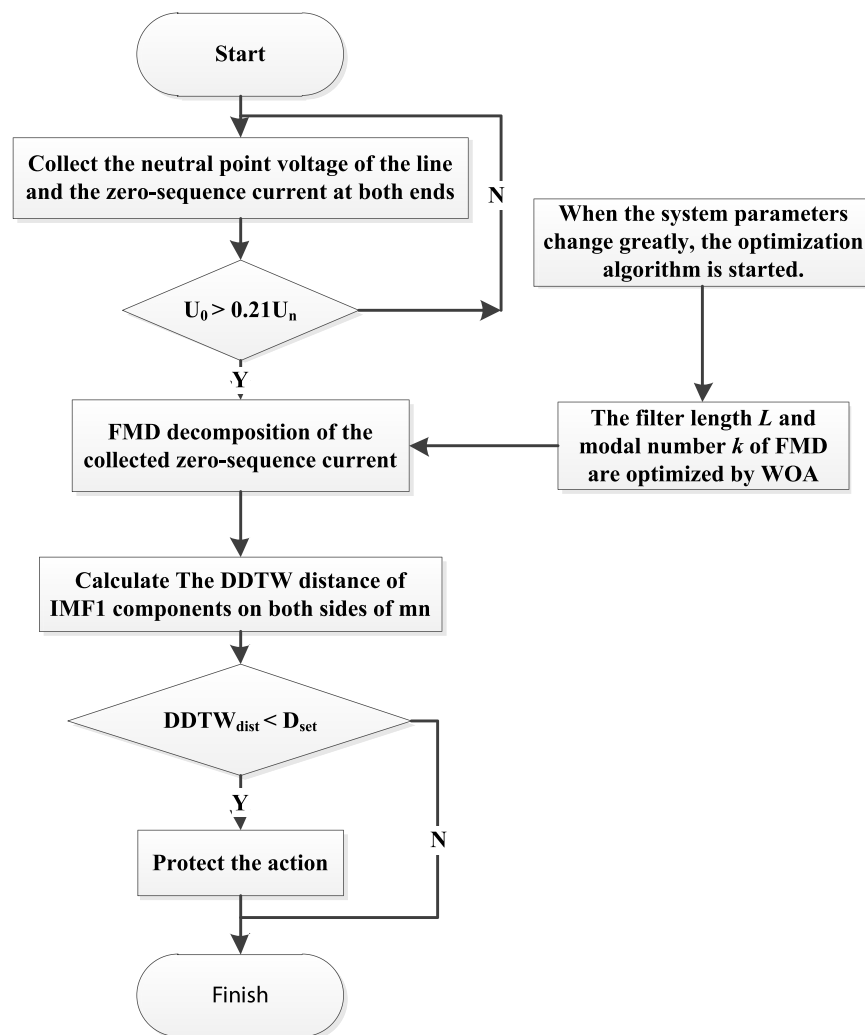 Start
Collect the neutral point voltage of the line
and the zero-sequence current at both ends
N
When the system parameters
change greatly, the optimization
algorithm is started.
U₀ > 0.21Uₙ
Y
FMD decomposition of the
collected zero-sequence current
The filter length L and
modal number k of FMD
are optimized by WOA
Calculate The DDTW distance of
IMF1 components on both sides of mn
DDTW_dist < D_set
Y
N
Protect the action
Finish